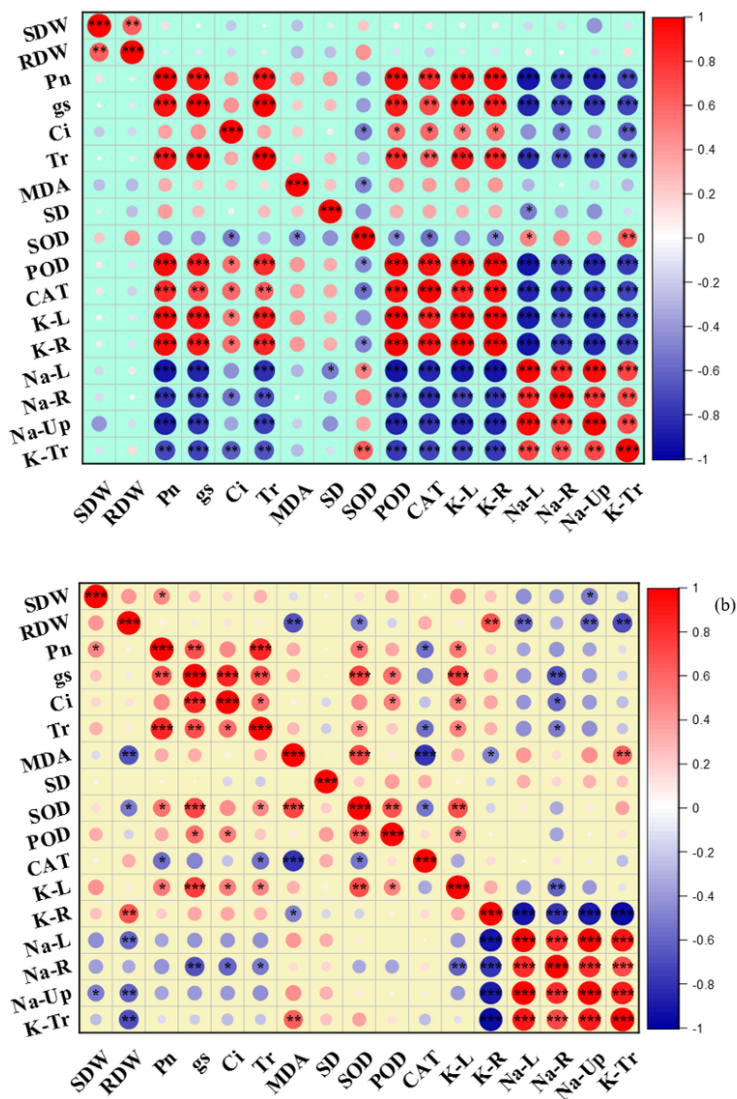 SDW *** **
RDW ** ***
Pn *** *** *** *** *** *** *** *** *** *** **
gs *** *** *** *** ** *** *** *** *** *** ***
Ci *** * * * * * * **
Tr *** *** *** *** ** *** *** *** ** *** **
MDA *** *
SD *** *
SOD * * *** * * * * **
POD *** *** * *** * *** *** *** *** *** *** *** ***
CAT *** ** * ** * *** *** *** *** *** *** *** ***
K-L *** *** * *** *** *** *** *** *** *** *** ***
K-R *** *** * *** * *** *** *** *** *** *** *** ***
Na-L *** *** *** * * *** *** *** *** *** *** *** ***
Na-R *** *** * ** *** *** *** *** *** *** *** **
Na-Up *** *** *** *** *** *** *** *** *** *** **
K-Tr ** *** ** ** ** *** *** *** *** *** ** ** ***
SDW RDW Pn gs Ci Tr MDA SD SOD POD CAT K-L K-R Na-L Na-R Na-Up K-Tr
1
0.8
0.6
0.4
0.2
0
-0.2
-0.4
-0.6
-0.8
-1
(b)
SDW *** * *
RDW *** ** * ** ** ** **
Pn * *** ** *** * * *
gs ** *** *** ** *** * *** **
Ci *** *** * * * *
Tr *** ** * *** * * * *
MDA ** *** ** *** * **
SD ***
SOD * * *** * *** *** ** * **
POD * * ** *** *
CAT * * *** * ***
K-L * *** * * ** * *** **
K-R ** * *** *** *** *** ***
Na-L ** *** *** *** *** ***
Na-R ** * * ** *** *** *** *** ***
Na-Up * ** *** *** *** *** ***
K-Tr ** ** *** *** *** *** ***
SDW RDW Pn gs Ci Tr MDA SD SOD POD CAT K-L K-R Na-L Na-R Na-Up K-Tr
1
0.8
0.6
0.4
0.2
0
-0.2
-0.4
-0.6
-0.8
-1